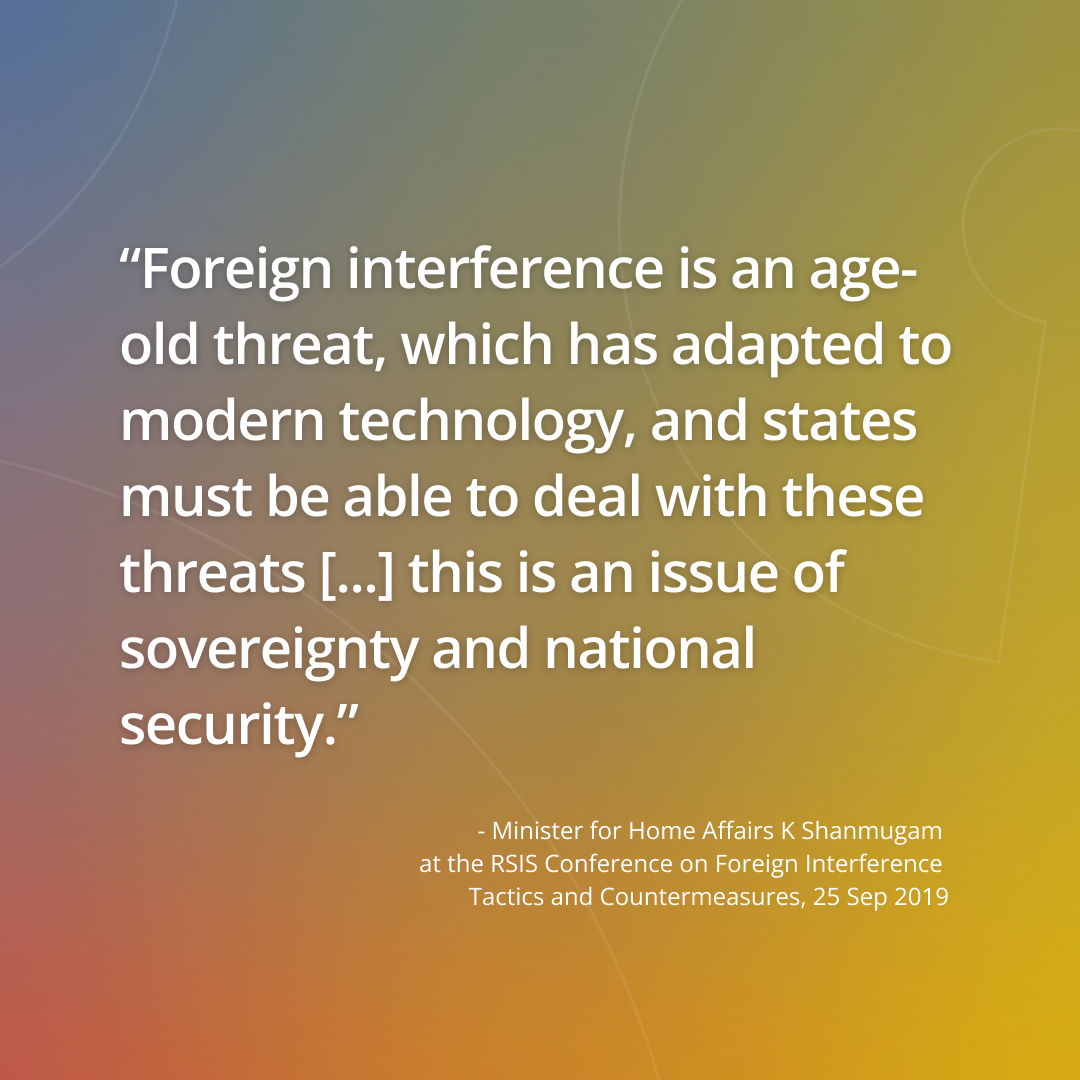 “Foreign interference is an age-
old threat, which has adapted to
modern technology, and states
must be able to deal with these
threats [...] this is an issue of
sovereignty and national
security.”
- Minister for Home Affairs K Shanmugam
at the RSIS Conference on Foreign Interference
Tactics and Countermeasures, 25 Sep 2019